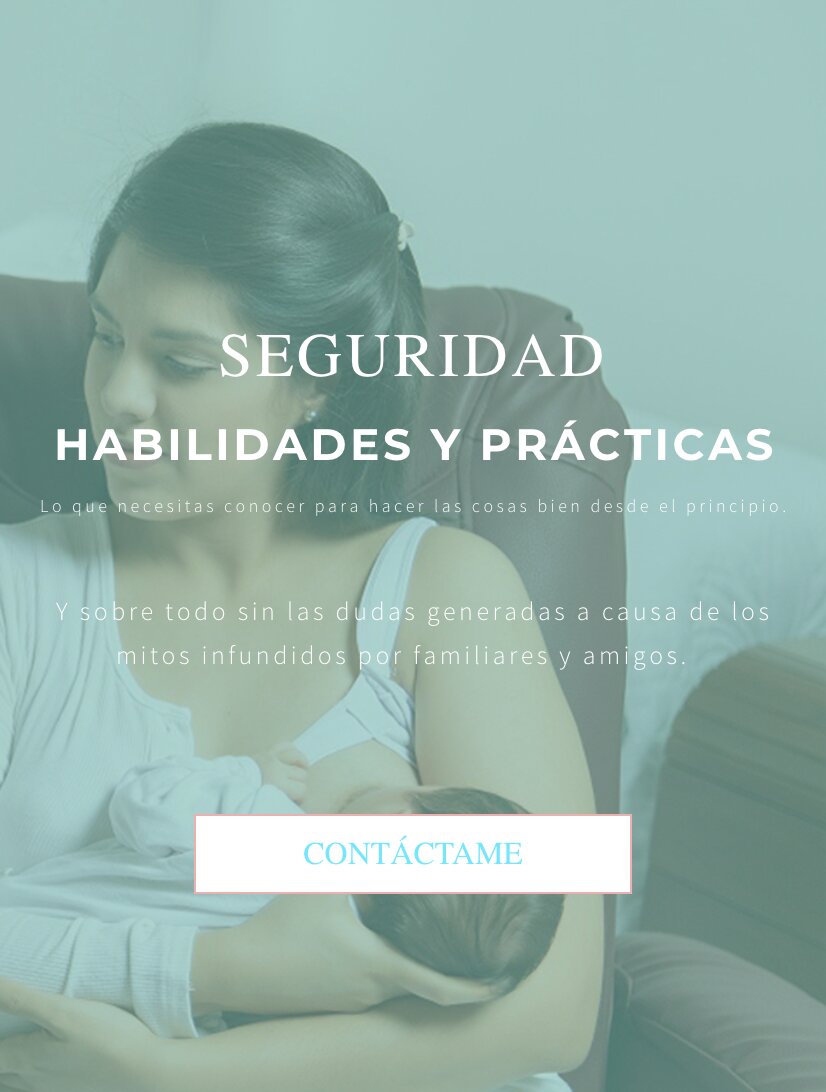 SEGURIDAD
HABILIDADES Y PRÁCTICAS
Lo que necesitas conocer para hacer las cosas bien desde el principio.
Y sobre todo sin las dudas generadas a causa de los
mitos infundidos por familiares y amigos.
CONTÁCTAME